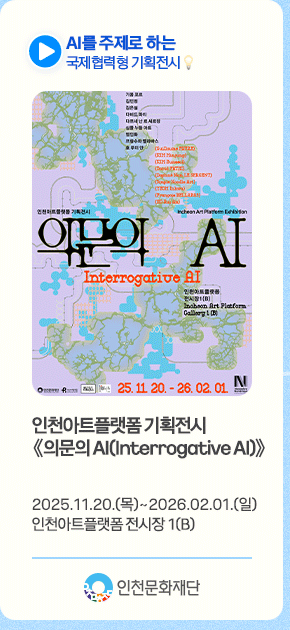 AI를 주제로 하는
국제협력형 기획전시
인천아트플랫폼 기획전시
Incheon Art Platform Exhibition
의문의 AI
Interrogative AI
인천아트플랫폼
전시장1(B)
Incheon Art Platform
Gallery 1 (B)
25. 11. 20. - 26. 02. 01.
인천아트플랫폼 기획전시
《의문의 AI(Interrogative AI)》
2025.11.20.(목)~2026.02.01.(일)
인천아트플랫폼 전시장 1(B)
인천문화재단